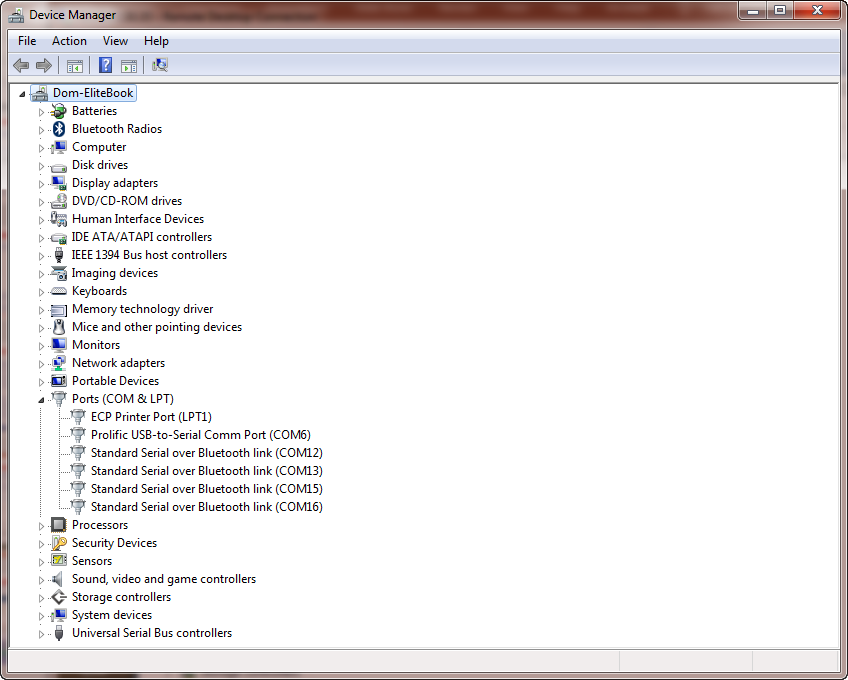 Device Manager
File Action View Help
Dom-EliteBook
Batteries
Bluetooth Radios
Computer
Disk drives
Display adapters
DVD/CD-ROM drives
Human Interface Devices
IDE ATA/ATAPI controllers
IEEE 1394 Bus host controllers
Imaging devices
Keyboards
Memory technology driver
Mice and other pointing devices
Monitors
Network adapters
Portable Devices
Ports (COM & LPT)
ECP Printer Port (LPT1)
Prolific USB-to-Serial Comm Port (COM6)
Standard Serial over Bluetooth link (COM12)
Standard Serial over Bluetooth link (COM13)
Standard Serial over Bluetooth link (COM15)
Standard Serial over Bluetooth link (COM16)
Processors
Security Devices
Sensors
Sound, video and game controllers
Storage controllers
System devices
Universal Serial Bus controllers